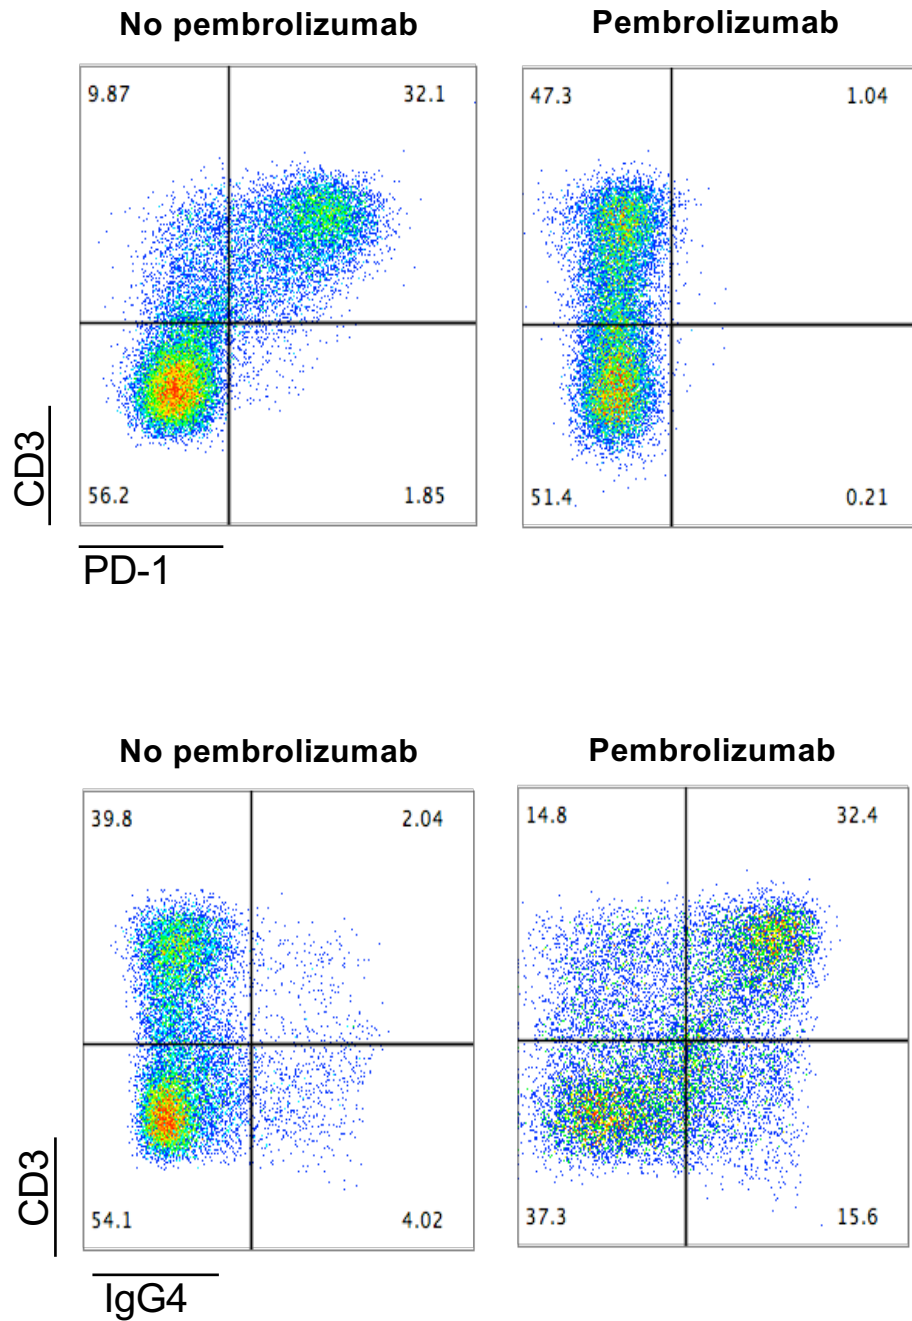 No pembrolizumab
Pembrolizumab
9.87
32.1
47.3
1.04
CD3
56.2
1.85
51.4
0.21
PD-1
No pembrolizumab
Pembrolizumab
39.8
2.04
14.8
32.4
CD3
54.1
4.02
37.3
15.6
IgG4